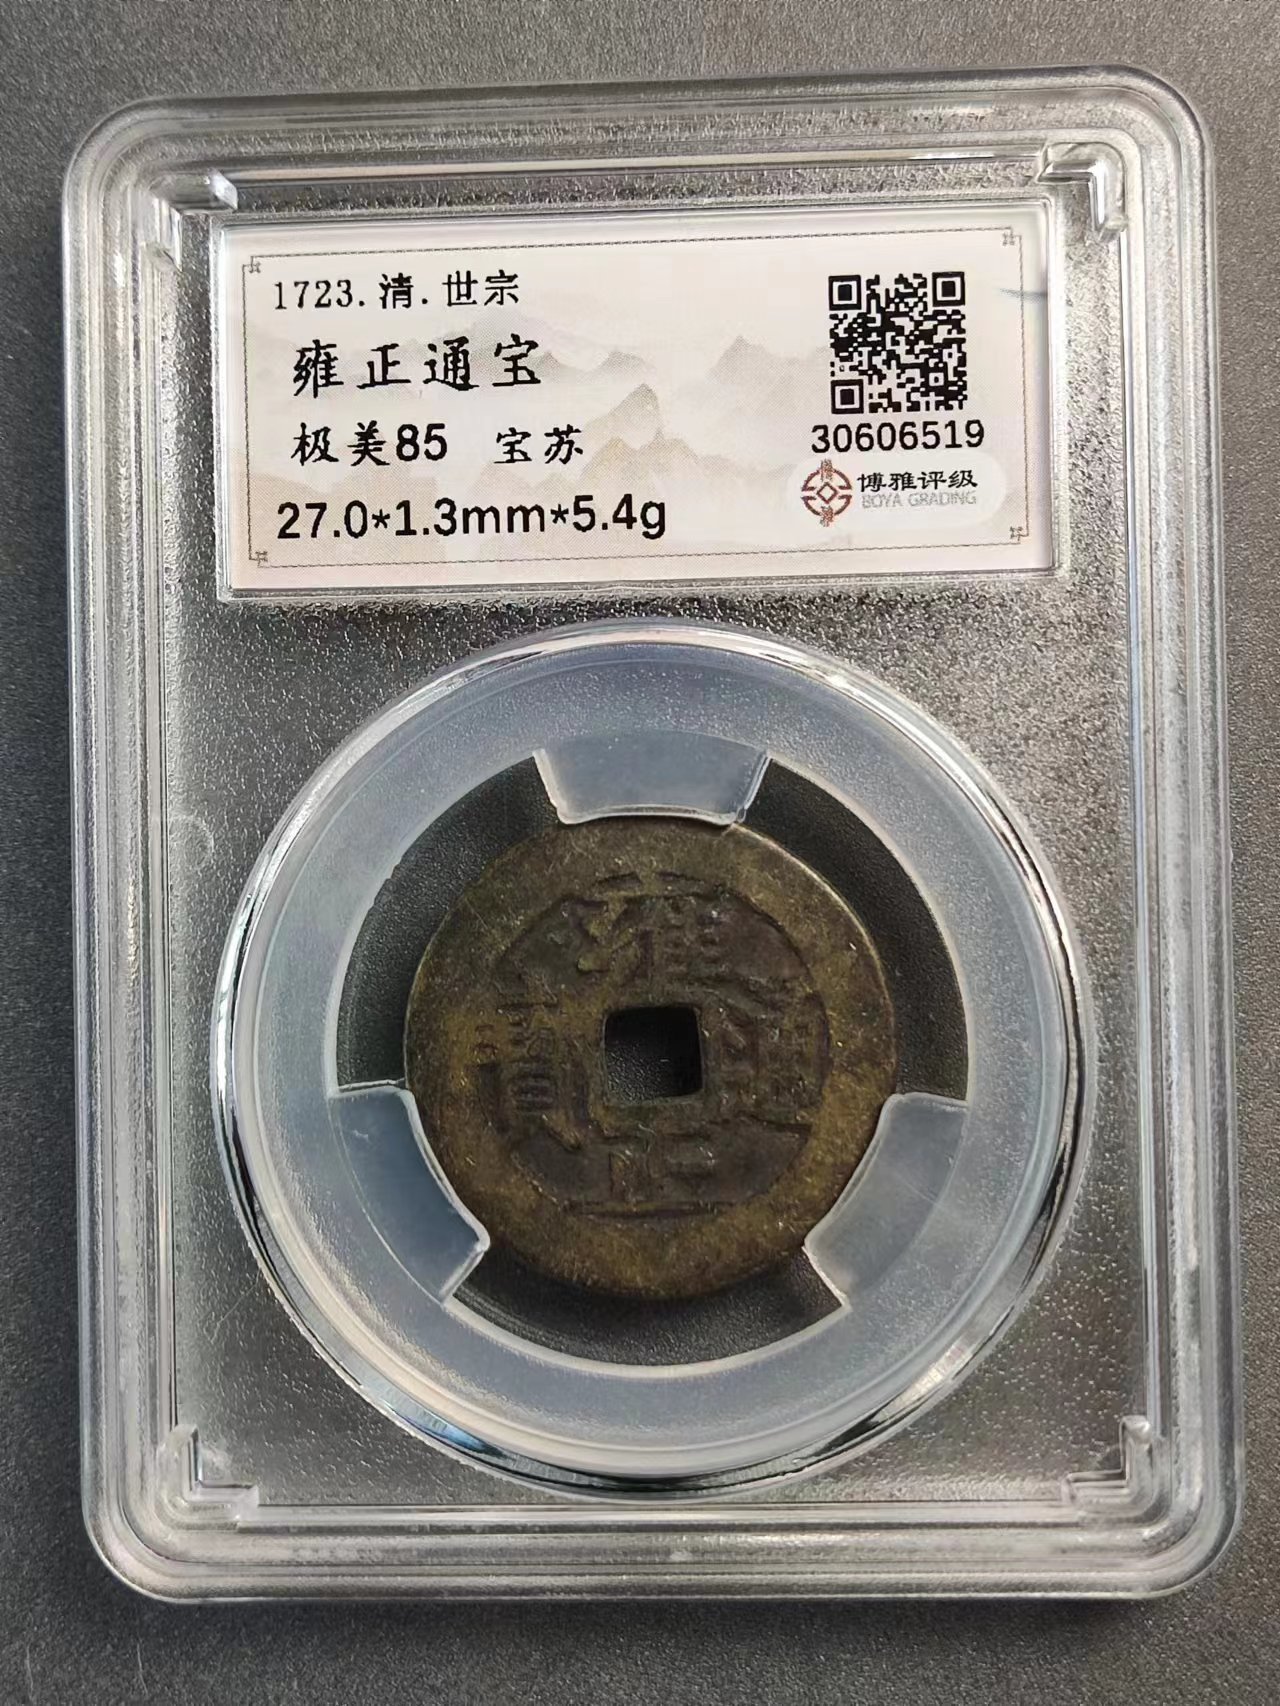 1723.清.世宗
雍正通宝
极美85 宝苏
27.0*1.3mm*5.4g
30606519
博雅评级
BOYA GRADING
雍正通寳